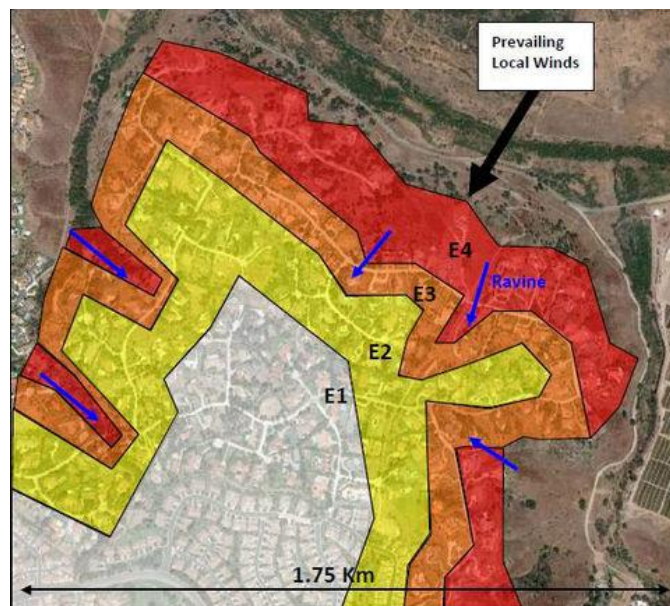 Prevailing
Local Winds
E4
Ravine
E3
E2
E1
1.75 Km